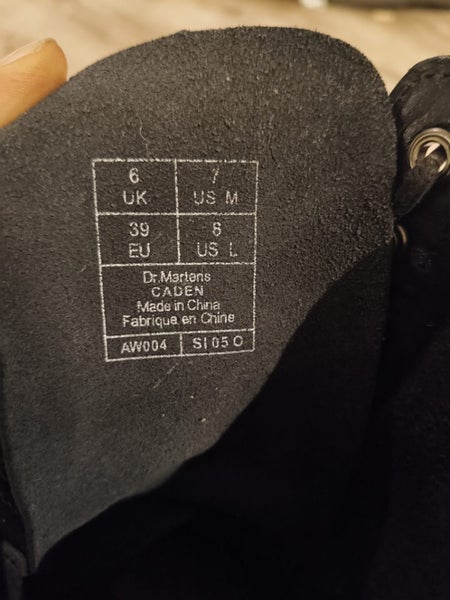 6 UK
7 US M
39 EU
8 US L
Dr.Martens
CADEN
Made in China
Fabrique en Chine
AW004
SI 05 O